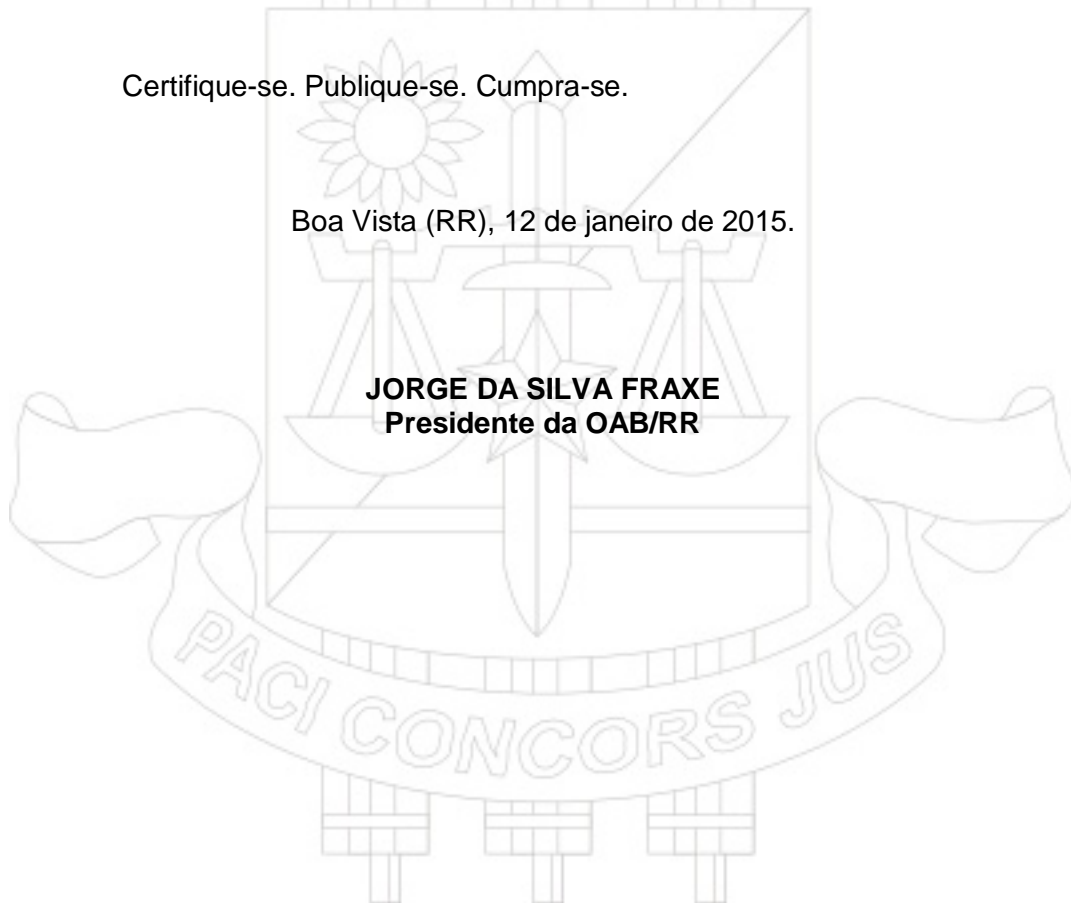 Certifique-se. Publique-se. Cumpra-se.
Boa Vista (RR), 12 de janeiro de 2015.
JORGE DA SILVA FRAXE
Presidente da OAB/RR
PACI CONCORS JUS